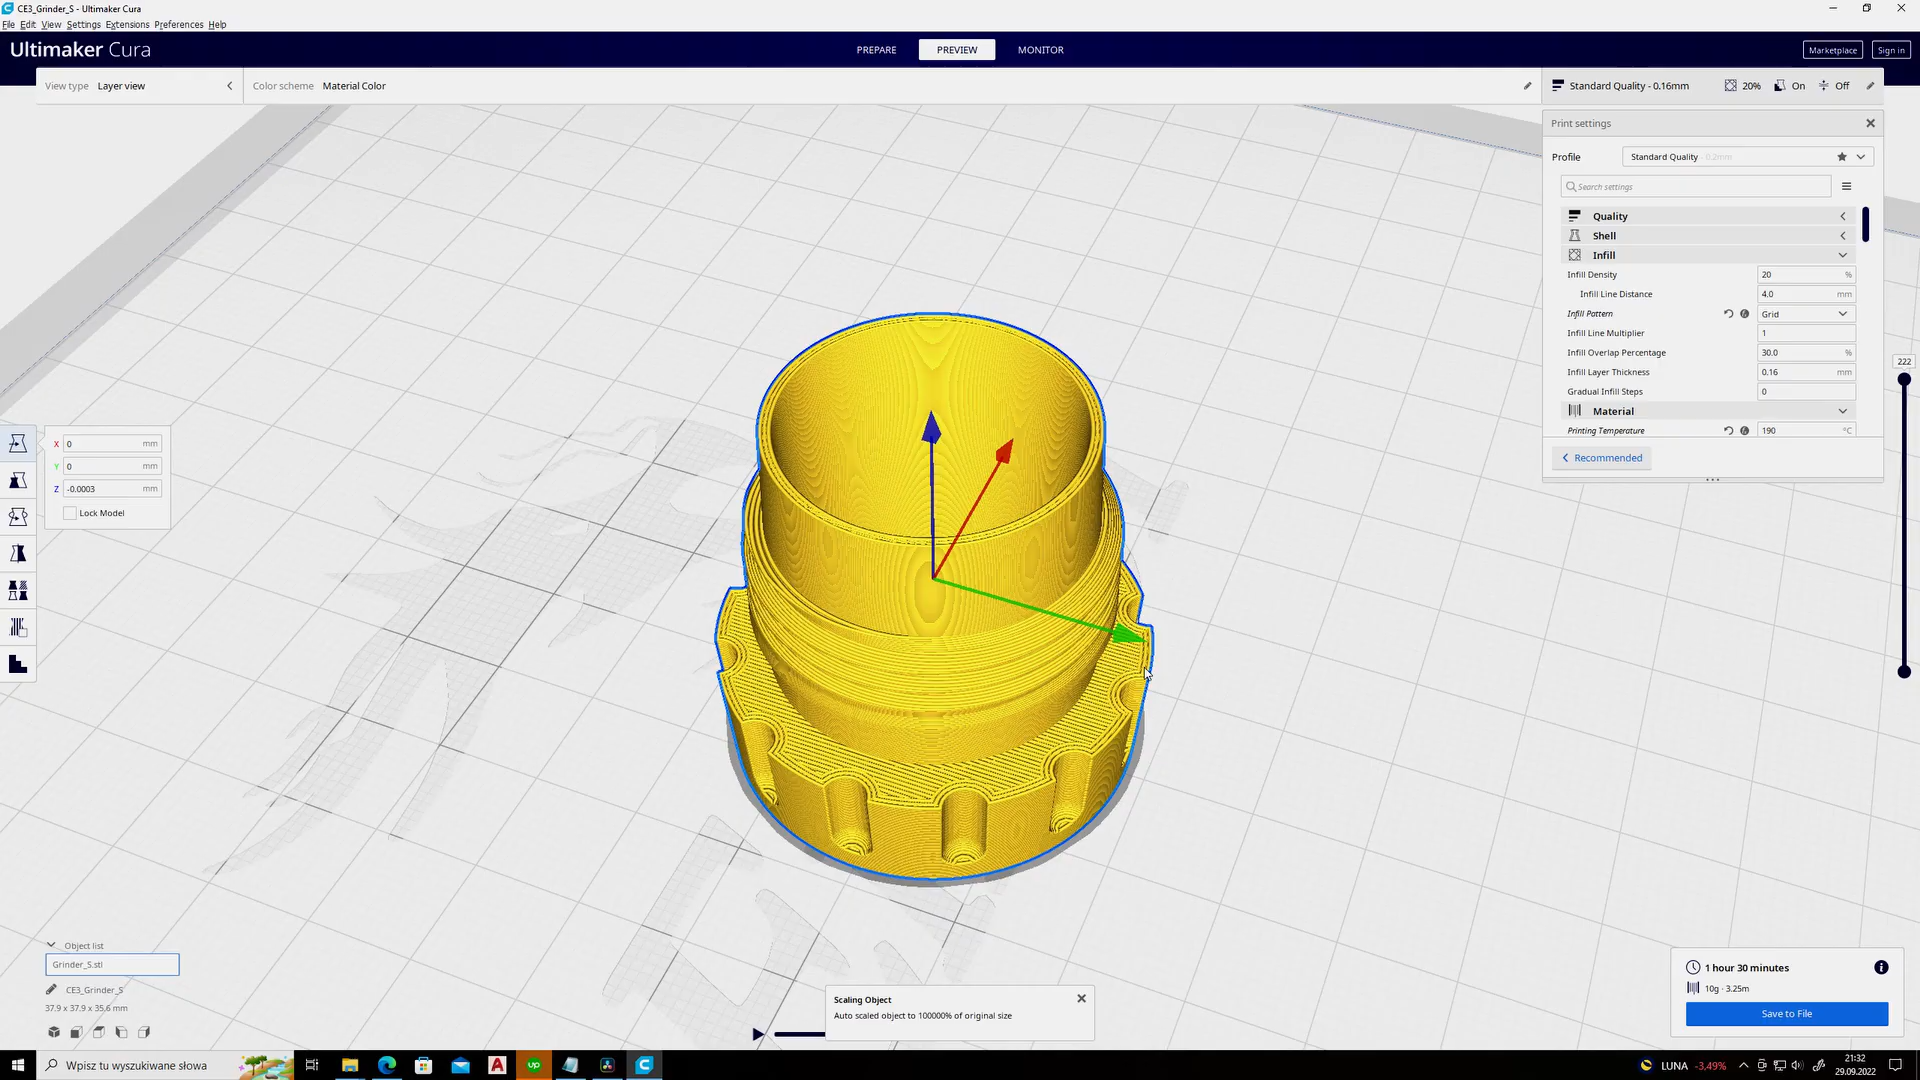 CE3_Grinder_S - Ultimaker Cura
File Edit View Settings Extensions Preferences Help
Ultimaker Cura
PREPARE
PREVIEW
MONITOR
Marketplace
Sign in
View type Layer view
Color scheme Material Color
Standard Quality - 0.16mm
20%
On
Off
Print settings
Profile
Standard Quality - 0.2mm
Search settings
Quality
Shell
Infill
Infill Density 20 %
Infill Line Distance 4.0 mm
Infill Pattern Grid
Infill Line Multiplier 1
Infill Overlap Percentage 30.0 %
Infill Layer Thickness 0.16 mm
Gradual Infill Steps 0
Material
Printing Temperature 190 °C
Recommended
222
X 0 mm
Y 0 mm
Z -0.0003 mm
Lock Model
Object list
Grinder_S.stl
CE3_Grinder_S
37.9 x 37.9 x 35.6 mm
Scaling Object
Auto scaled object to 100000% of original size
1 hour 30 minutes
10g · 3.25m
Save to File
Wpisz tu wyszukiwane słowa
up
LUNA -3,49%
21:32
29.09.2022